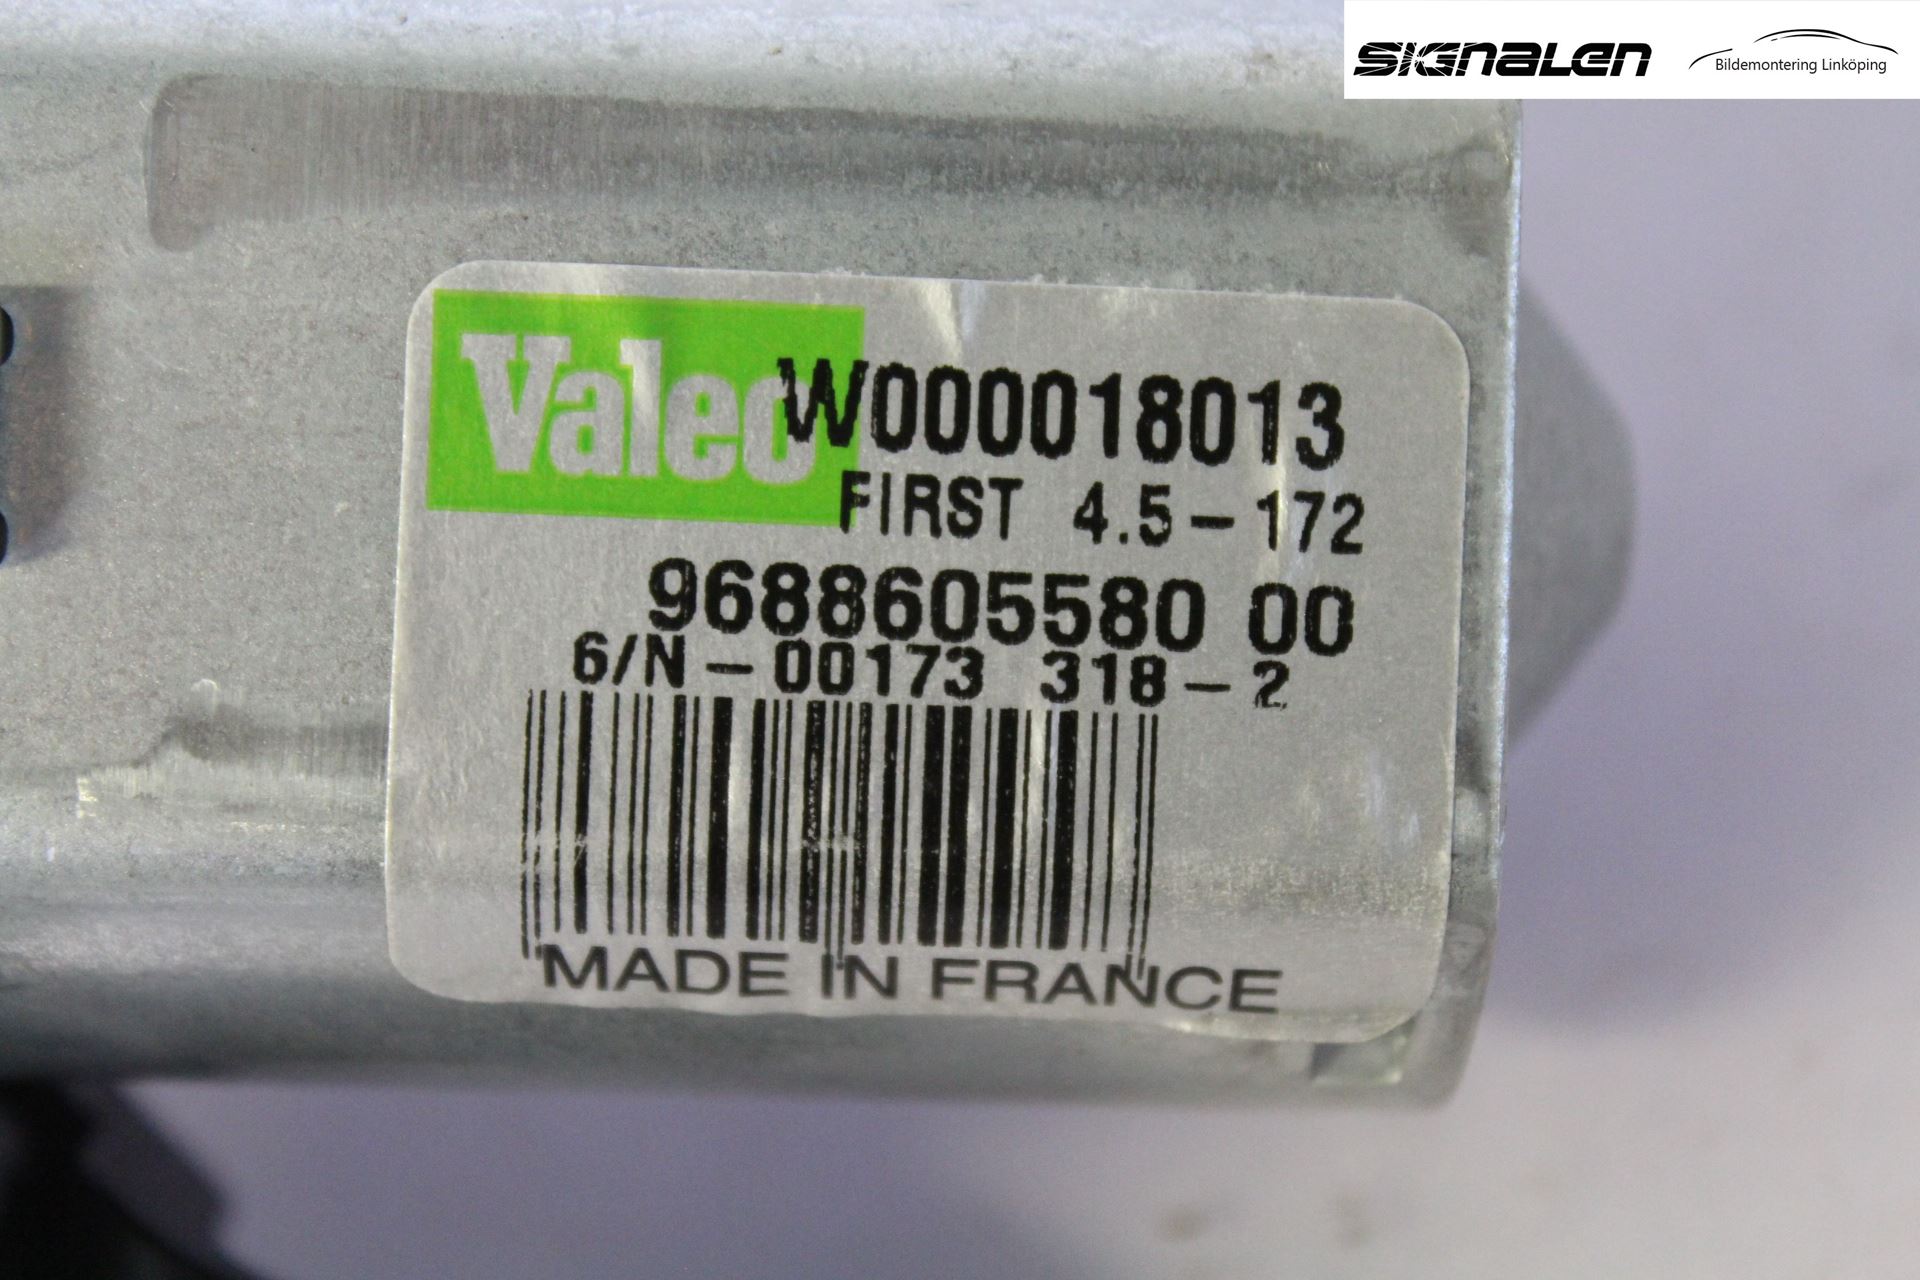 SIGNALEN
Bildemontering Linköping
Valeo W000018013
FIRST 4.5-172
9688605580 00
6/N-00173 318-2
MADE IN FRANCE